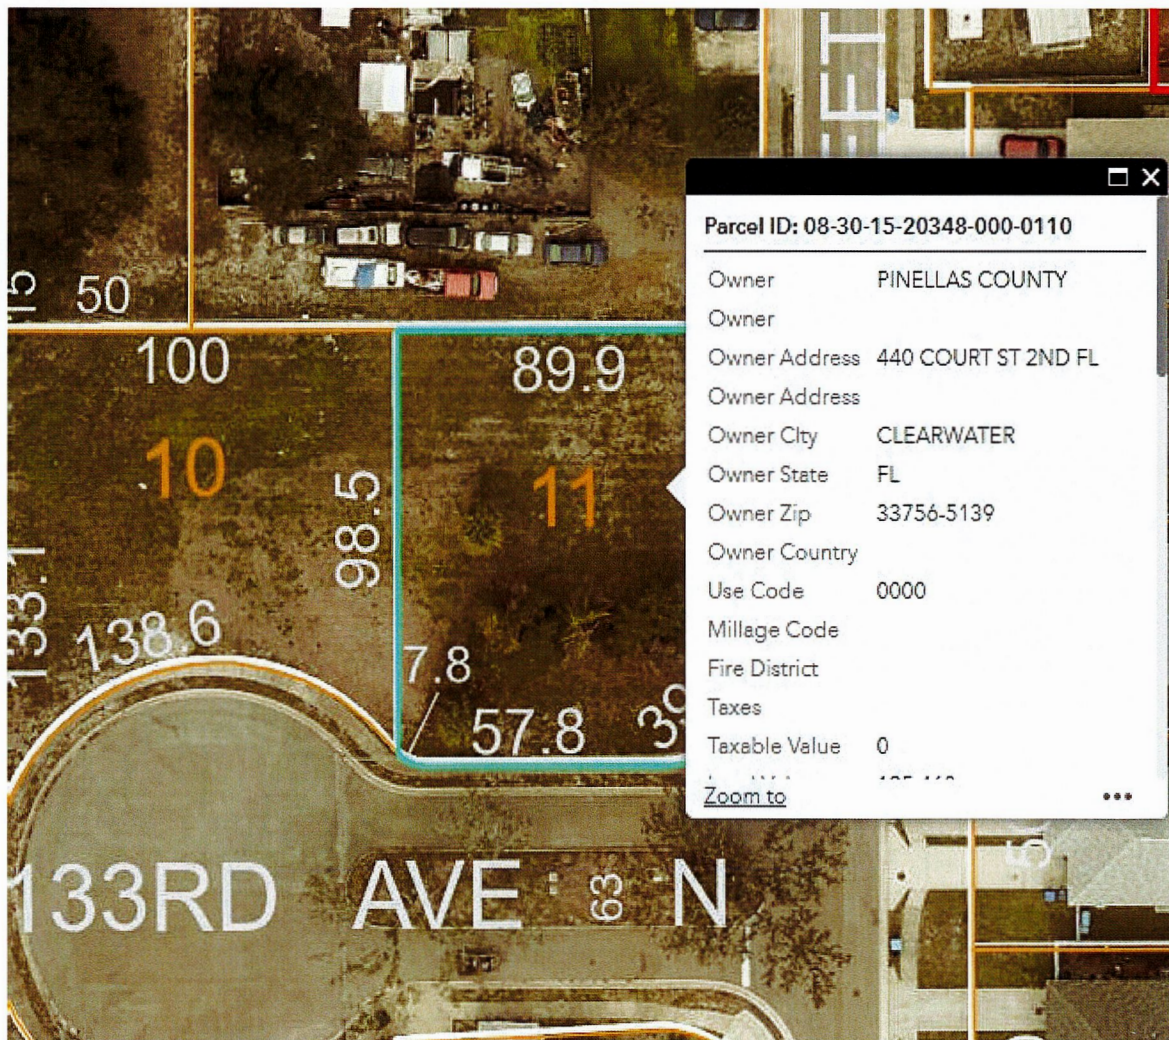 Parcel ID: 08-30-15-20348-000-0110
Owner PINELLAS COUNTY
Owner
Owner Address 440 COURT ST 2ND FL
Owner Address
Owner City CLEARWATER
Owner State FL
Owner Zip 33756-5139
Owner Country
Use Code 0000
Millage Code
Fire District
Taxes
Taxable Value 0
Zoom to
50
100
89.9
10
11
98.5
133.1
138.6
7.8
57.8
39
133RD AVE N
63